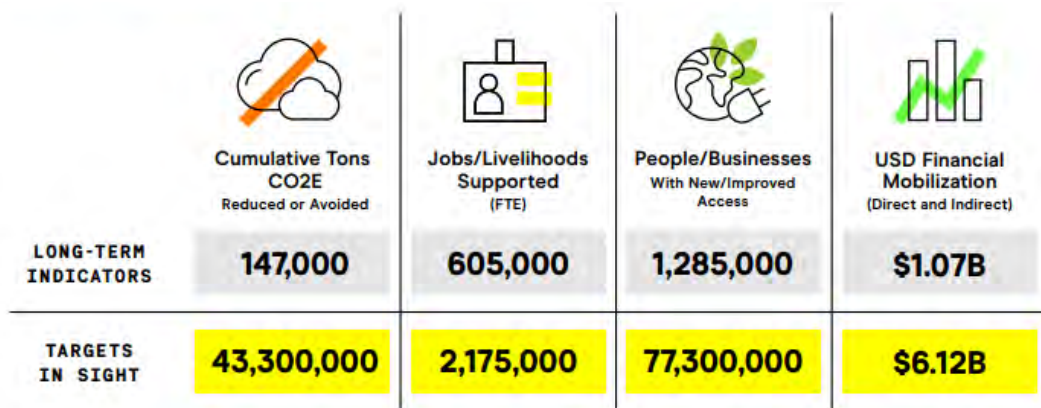 Cumulative Tons
CO2E
Reduced or Avoided
Jobs/Livelihoods
Supported
(FTE)
People/Businesses
With New/Improved
Access
USD Financial
Mobilization
(Direct and Indirect)
LONG-TERM
INDICATORS
147,000
605,000
1,285,000
$1.07B
TARGETS
IN SIGHT
43,300,000
2,175,000
77,300,000
$6.12B